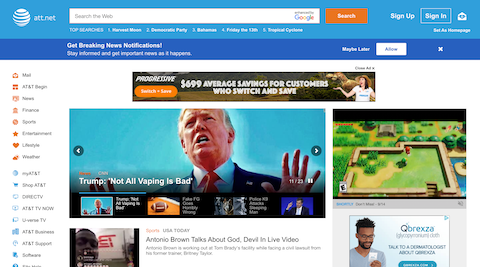 att.net
Search the Web
enhanced by Google
Search
Sign Up
Sign In
TOP SEARCHES 1. Harvest Moon 2. Democratic Party 3. Bahamas 4. Friday the 13th 5. Tropical Cyclone
Set As Homepage
Get Breaking News Notifications!
Stay informed and get important news as it happens.
Maybe Later
Allow
Close Ad
Mail
AT&T Begin
News
Finance
Sports
Entertainment
Lifestyle
Weather
myAT&T
Shop AT&T
DIRECTV
AT&T TV NOW
U-verse TV
AT&T Business
AT&T Support
Software
PROGRESSIVE
Switch + Save
$699 AVERAGE SAVINGS FOR CUSTOMERS
WHO SWITCH AND SAVE
CNN
Trump: 'Not All Vaping Is Bad'
11 / 23
Trump: 'Not All Vaping Is Bad'
Fake FG Goes Horribly Wrong
Police K9 Attacks Sleeping Man
Sports USA TODAY
Antonio Brown Talks About God, Devil In Live Video
Antonio Brown is working out at Tom Brady's facility while facing a civil lawsuit from
his former trainer, Britney Taylor
Qbrexza
(glycopyrronium) cloth
TALK TO A DERMATOLOGIST
ABOUT QBREXZA